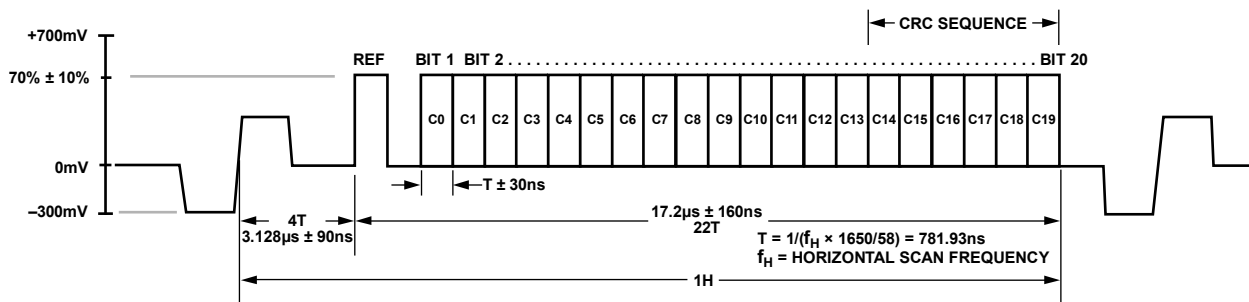 CRC SEQUENCE
+700mV
REF
BIT 1 BIT 2 . . . . . . . . . . . . . . . . . . . . . . . . . . . . . . . . . . . . . . . . . . . . . . . . . . . . . . . . . . BIT 20
70% ± 10%
C0 C1 C2 C3 C4 C5 C6 C7 C8 C9 C10 C11 C12 C13 C14 C15 C16 C17 C18 C19
0mV
T ± 30ns
–300mV
4T
3.128µs ± 90ns
17.2µs ± 160ns
22T
T = 1/(fH × 1650/58) = 781.93ns
fH = HORIZONTAL SCAN FREQUENCY
1H